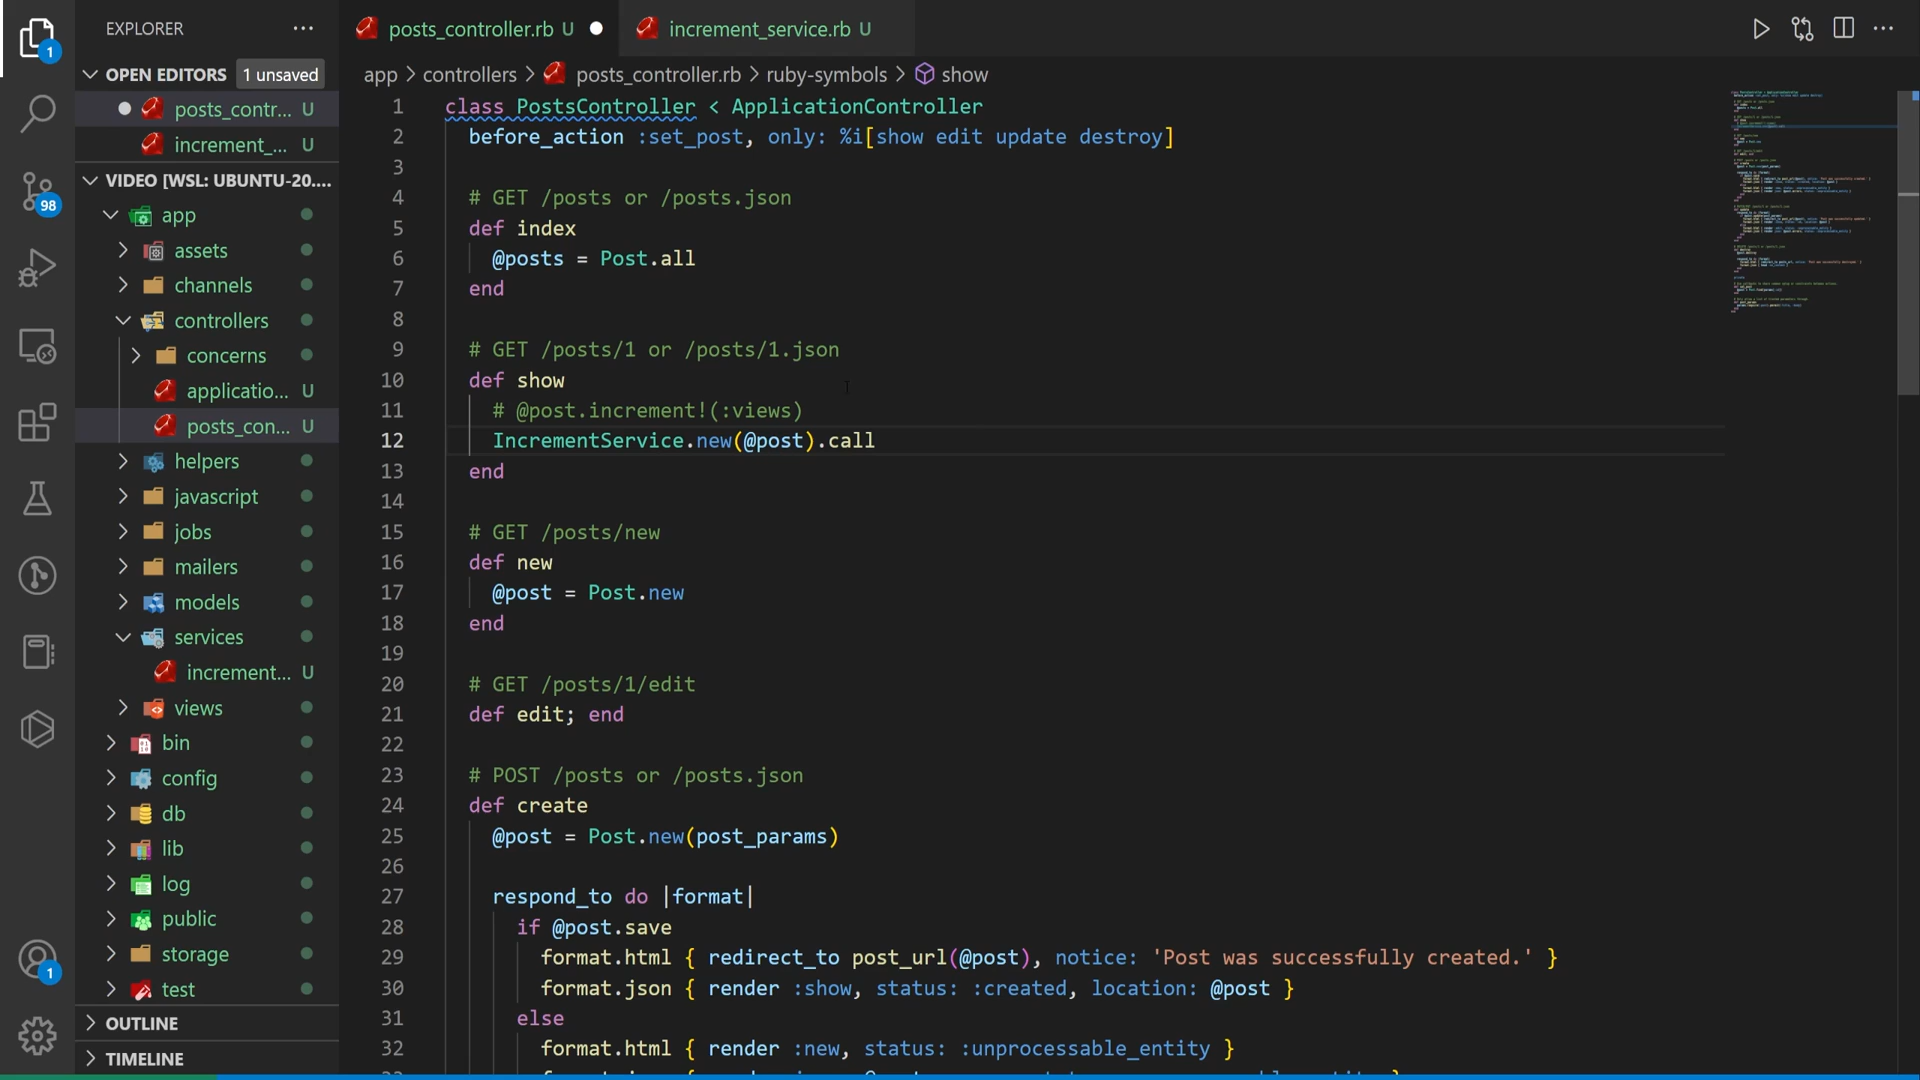 EXPLORER
OPEN EDITORS 1 unsaved
posts_contr... U
increment_... U
VIDEO [WSL: UBUNTU-20....
app
assets
channels
controllers
concerns
applicatio... U
posts_con... U
helpers
javascript
jobs
mailers
models
services
increment... U
views
bin
config
db
lib
log
public
storage
test
OUTLINE
TIMELINE
1
98
1
posts_controller.rb U
increment_service.rb U
app > controllers > posts_controller.rb > ruby-symbols > show
1 class PostsController < ApplicationController
2 before_action :set_post, only: %i[show edit update destroy]
3
4 # GET /posts or /posts.json
5 def index
6 @posts = Post.all
7 end
8
9 # GET /posts/1 or /posts/1.json
10 def show
11 # @post.increment!(:views)
12 IncrementService.new(@post).call
13 end
14
15 # GET /posts/new
16 def new
17 @post = Post.new
18 end
19
20 # GET /posts/1/edit
21 def edit; end
22
23 # POST /posts or /posts.json
24 def create
25 @post = Post.new(post_params)
26
27 respond_to do |format|
28 if @post.save
29 format.html { redirect_to post_url(@post), notice: 'Post was successfully created.' }
30 format.json { render :show, status: :created, location: @post }
31 else
32 format.html { render :new, status: :unprocessable_entity }